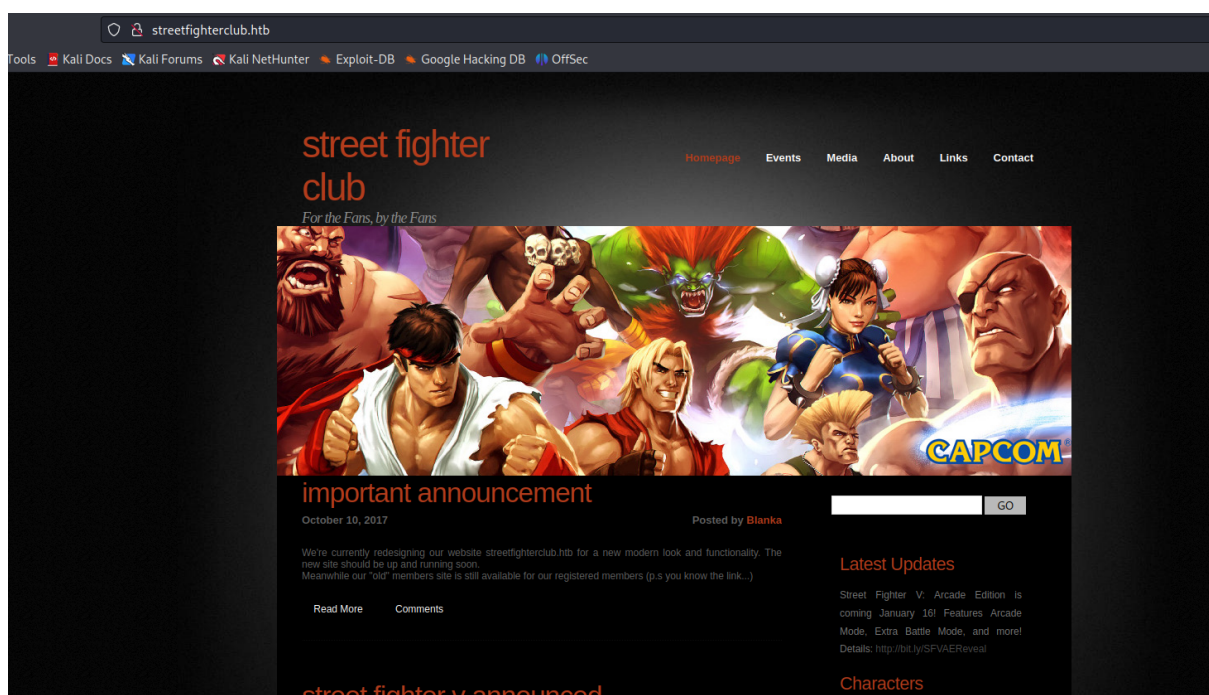 streetfighterclub.htb
Tools Kali Docs Kali Forums Kali NetHunter Exploit-DB Google Hacking DB OffSec
street fighter
club
For the Fans, by the Fans
Homepage Events Media About Links Contact
CAPCOM
important announcement
October 10, 2017 Posted by Blanka
We're currently redesigning our website streetfighterclub.htb for a new modern look and functionality. The
new site should be up and running soon.
Meanwhile our "old" members site is still available for our registered members (p.s you know the link...)
Read More Comments
street fighter v announced
GO
Latest Updates
Street Fighter V: Arcade Edition is
coming January 16! Features Arcade
Mode, Extra Battle Mode, and more!
Details: http://bit.ly/SFVAEReveal
Characters